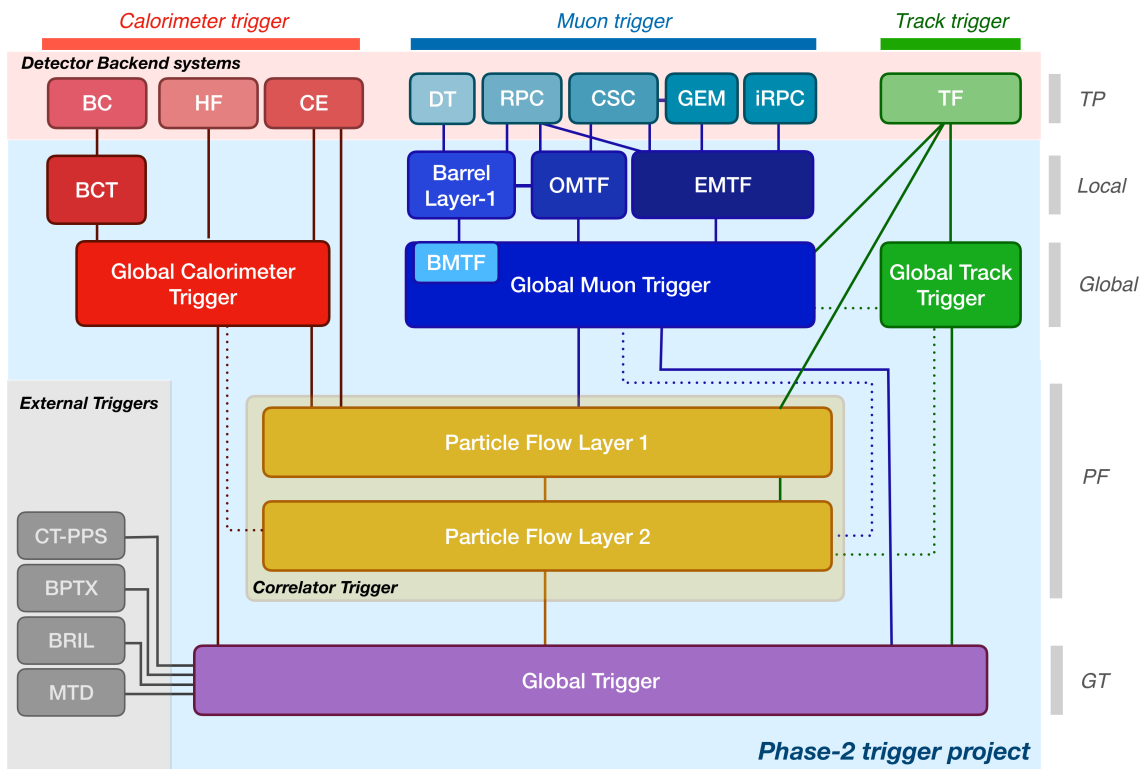 Calorimeter trigger
Muon trigger
Track trigger
Detector Backend systems
BC
HF
CE
DT
RPC
CSC
GEM
iRPC
TF
TP
BCT
Barrel
Layer-1
OMTF
EMTF
Local
Global Calorimeter
Trigger
BMTF
Global Muon Trigger
Global Track
Trigger
Global
External Triggers
Particle Flow Layer 1
PF
Particle Flow Layer 2
Correlator Trigger
CT-PPS
BPTX
BRIL
MTD
Global Trigger
GT
Phase-2 trigger project